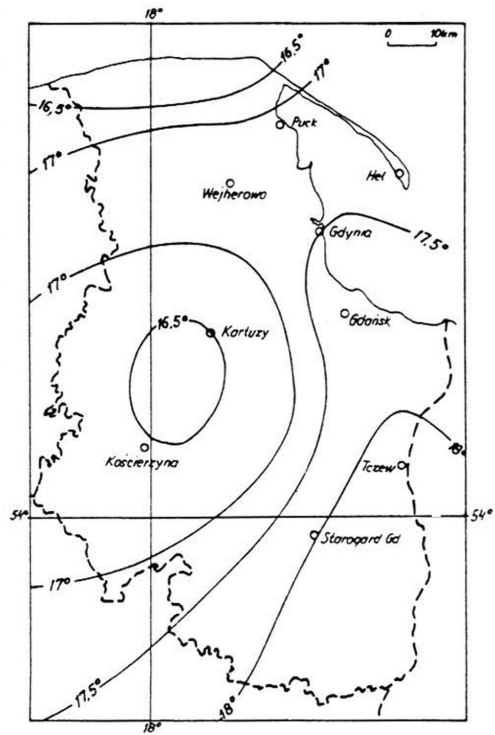 18°
0 10km
16,5°
17°
16,5°
Puck
17°
Hel
Wejherowo
Gdynia
17,5°
17°
16,5°
Kartuzy
Gdańsk
Kościerzyna
18°
Tczew
54°
54°
Starogard Gd
17°
17,5°
18°
18°